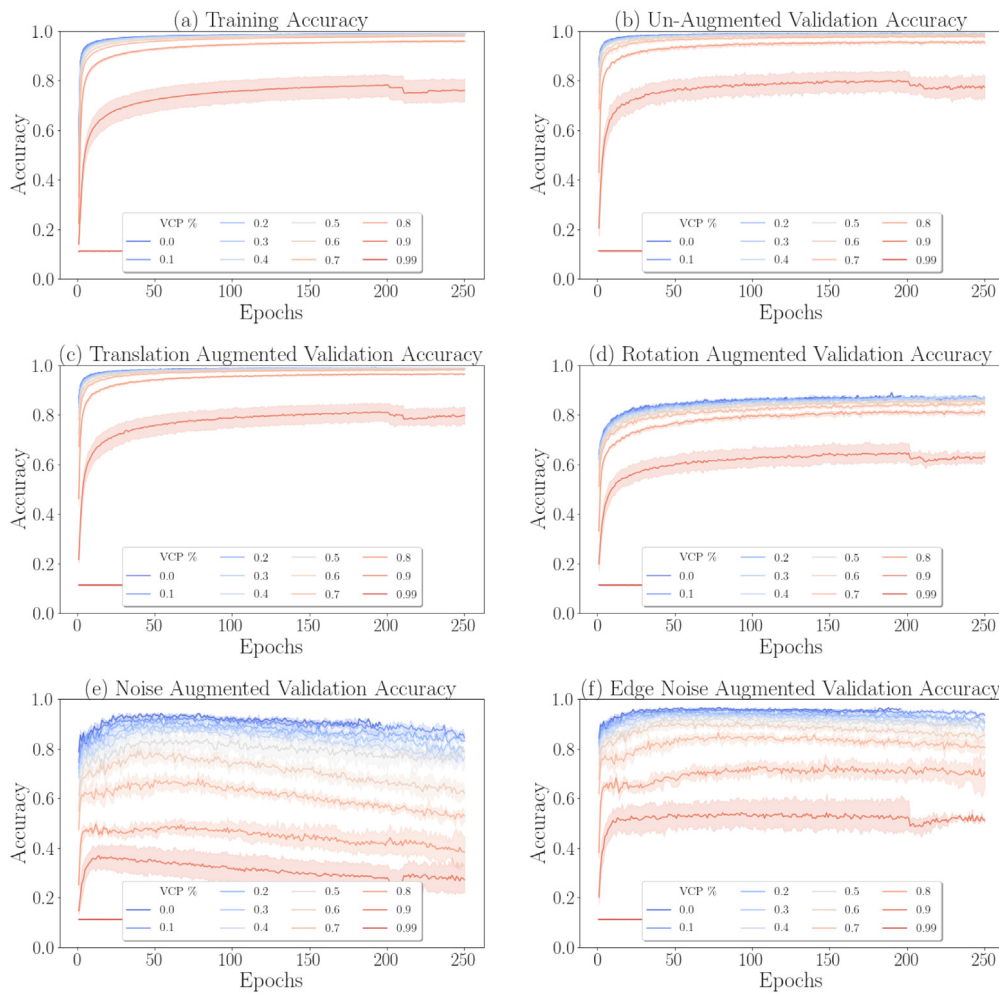 (a) Training Accuracy
Accuracy
1.0
0.8
0.6
0.4
0.2
0.0
VCP % 0.2 0.5 0.8
0.0 0.3 0.6 0.9
0.1 0.4 0.7 0.99
0 50 100 150 200 250
Epochs
(b) Un-Augmented Validation Accuracy
Accuracy
1.0
0.8
0.6
0.4
0.2
0.0
VCP % 0.2 0.5 0.8
0.0 0.3 0.6 0.9
0.1 0.4 0.7 0.99
0 50 100 150 200 250
Epochs
(c) Translation Augmented Validation Accuracy
Accuracy
1.0
0.8
0.6
0.4
0.2
0.0
VCP % 0.2 0.5 0.8
0.0 0.3 0.6 0.9
0.1 0.4 0.7 0.99
0 50 100 150 200 250
Epochs
(d) Rotation Augmented Validation Accuracy
Accuracy
1.0
0.8
0.6
0.4
0.2
0.0
VCP % 0.2 0.5 0.8
0.0 0.3 0.6 0.9
0.1 0.4 0.7 0.99
0 50 100 150 200 250
Epochs
(e) Noise Augmented Validation Accuracy
Accuracy
1.0
0.8
0.6
0.4
0.2
0.0
VCP % 0.2 0.5 0.8
0.0 0.3 0.6 0.9
0.1 0.4 0.7 0.99
0 50 100 150 200 250
Epochs
(f) Edge Noise Augmented Validation Accuracy
Accuracy
1.0
0.8
0.6
0.4
0.2
0.0
VCP % 0.2 0.5 0.8
0.0 0.3 0.6 0.9
0.1 0.4 0.7 0.99
0 50 100 150 200 250
Epochs